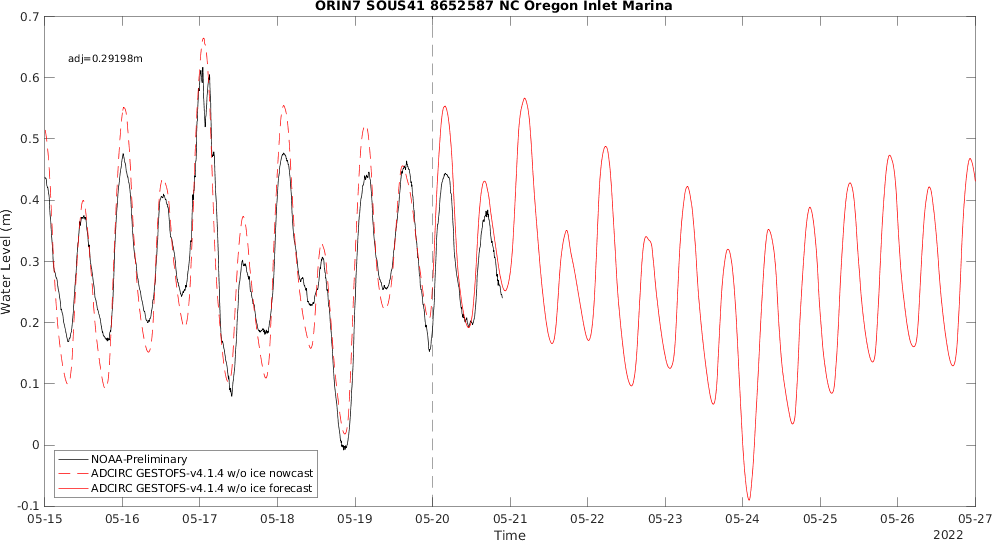 ORIN7 SOUS41 8652587 NC Oregon Inlet Marina
adj=0.29198m
Water Level (m)
0.7
0.6
0.5
0.4
0.3
0.2
0.1
0
-0.1
NOAA-Preliminary
ADCIRC GESTOFS-v4.1.4 w/o ice nowcast
ADCIRC GESTOFS-v4.1.4 w/o ice forecast
05-15 05-16 05-17 05-18 05-19 05-20 05-21 05-22 05-23 05-24 05-25 05-26 05-27
Time
2022